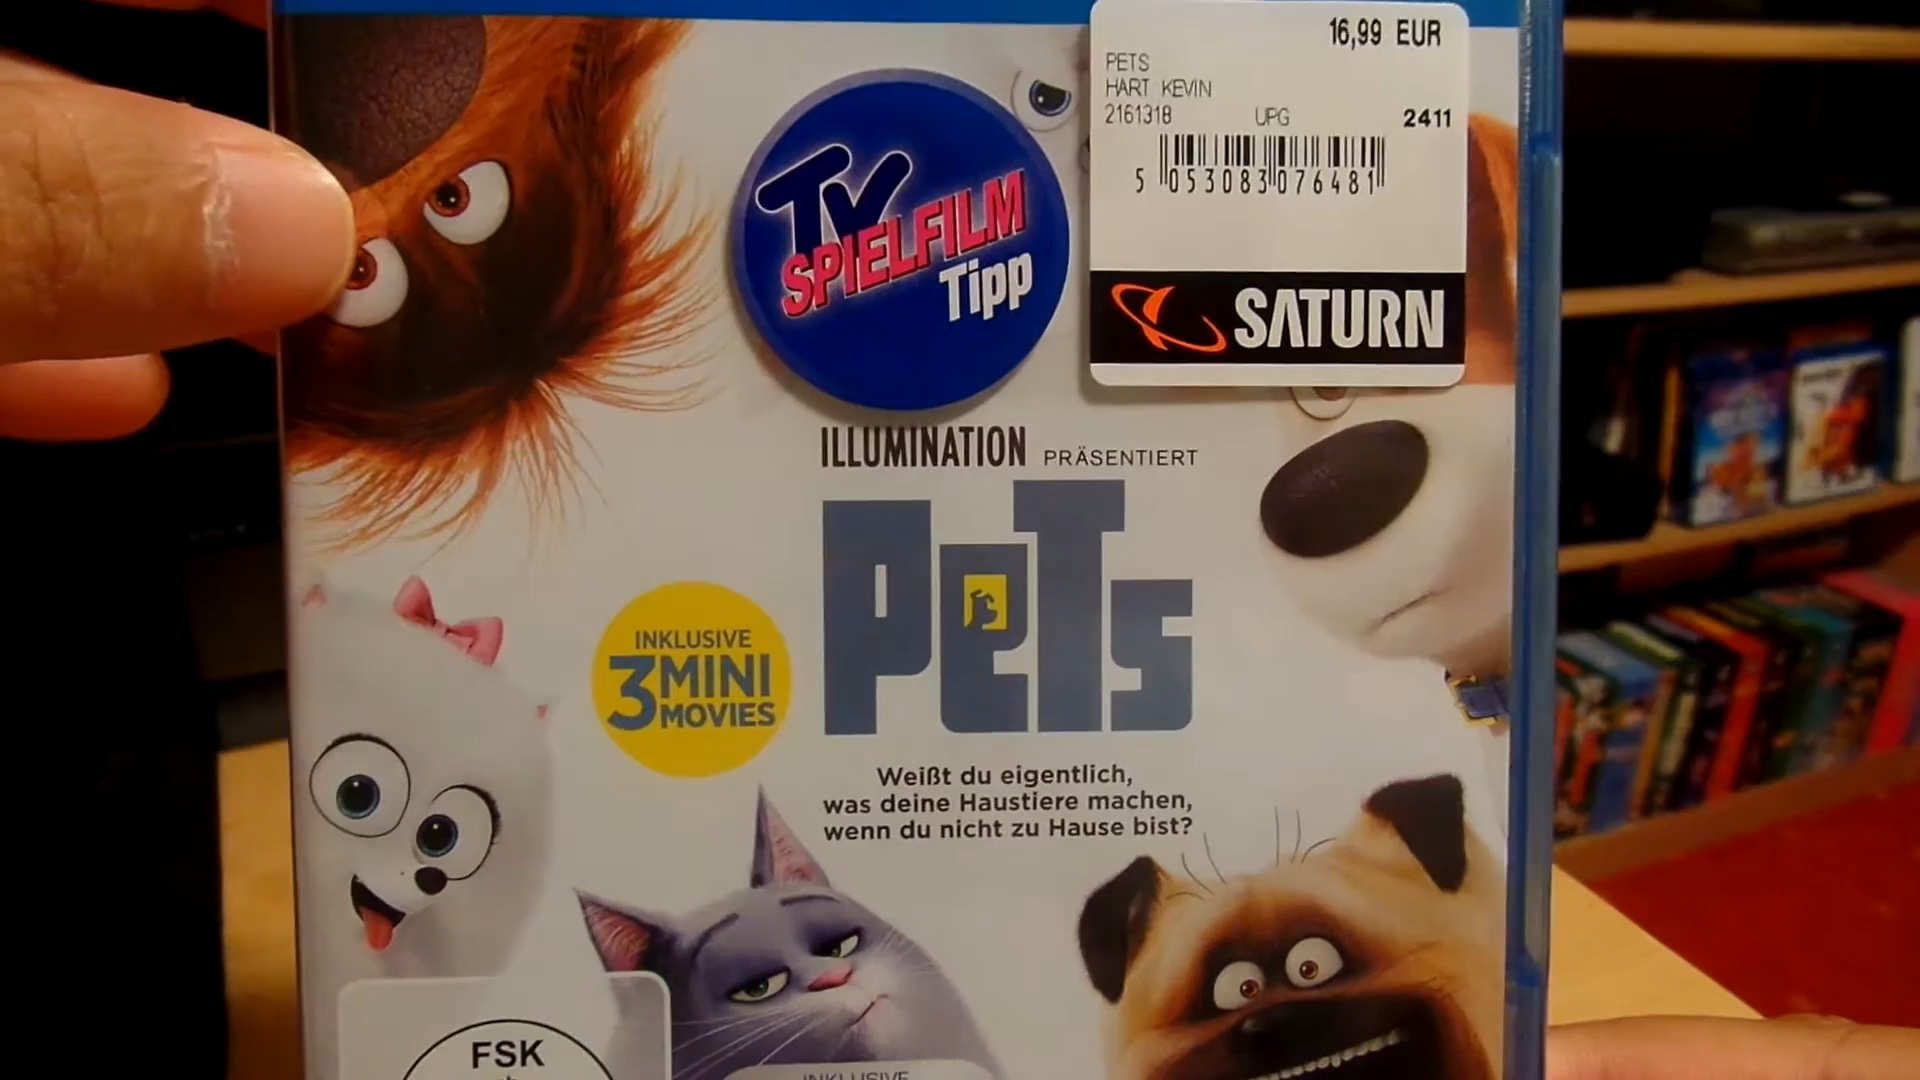 16,99 EUR
PETS
HART KEVIN
2161318 UPG 2411
5 053083 076481
SATURN
TV
SPIELFILM
Tipp
ILLUMINATION PRÄSENTIERT
PETS
INKLUSIVE
3 MINI
MOVIES
Weißt du eigentlich,
was deine Haustiere machen,
wenn du nicht zu Hause bist?
FSK
INKLUSIVE